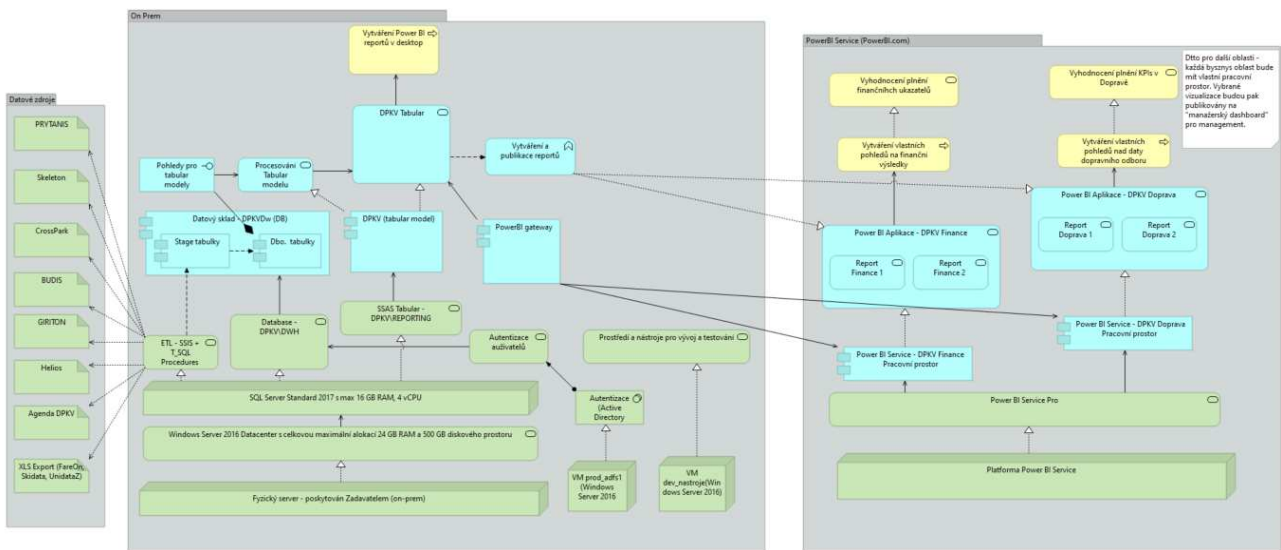 Datové zdroje
PRYTANIS
Skeleton
CrossPark
BUDIS
GIRITON
Helios
Agenda DPKV
XLS Export (FareOn,
Skidata, UnidataZ)
On Prem
Vytváření Power BI
reportů v desktop
DPKV Tabular
Vytváření a
publikace reportů
Pohledy pro
tabular
modely
Procesování
Tabular
modelu
Datový sklad - DPKVDw (DB)
Stage tabulky
Dbo. tabulky
DPKV (tabular model)
PowerBI gateway
ETL - SSIS +
T_SQL
Procedures
Database -
DPKV\DWH
SSAS Tabular -
DPKV\REPORTING
Autentizace
auživatelů
Prostředí a nástroje pro vývoj a testování
SQL Server Standard 2017 s max 16 GB RAM, 4 vCPU
Autentizace
(Active
Directory
Windows Server 2016 Datacenter s celkovou maximální alokací 24 GB RAM a 500 GB diskového prostoru
Fyzický server - poskytován Zadavatelem (on-prem)
VM prod_adfs1
(Windows
Server 2016
VM
dev_nastroje(Win
dows Server 2016)
PowerBI Service (PowerBI.com)
Vyhodnocení plnění
finančních ukazatelů
Vyhodnocení plnění KPIs v
Dopravě
Dtto pro další oblasti -
každá bysznys oblast bude
mít vlastní pracovní
prostor. Vybrané
vizualizace budou pak
publikovány na
"manažerský dashboard"
pro management.
Vytváření vlastních
pohledů na finanční
výsledky
Vytváření vlastních
pohledů nad daty
dopravního odboru
Power BI Aplikace - DPKV Finance
Report
Finance 1
Report
Finance 2
Power BI Aplikace - DPKV Doprava
Report
Doprava 1
Report
Doprava 2
Power BI Service - DPKV Finance
Pracovní prostor
Power BI Service - DPKV Doprava
Pracovní prostor
Power BI Service Pro
Platforma Power BI Service